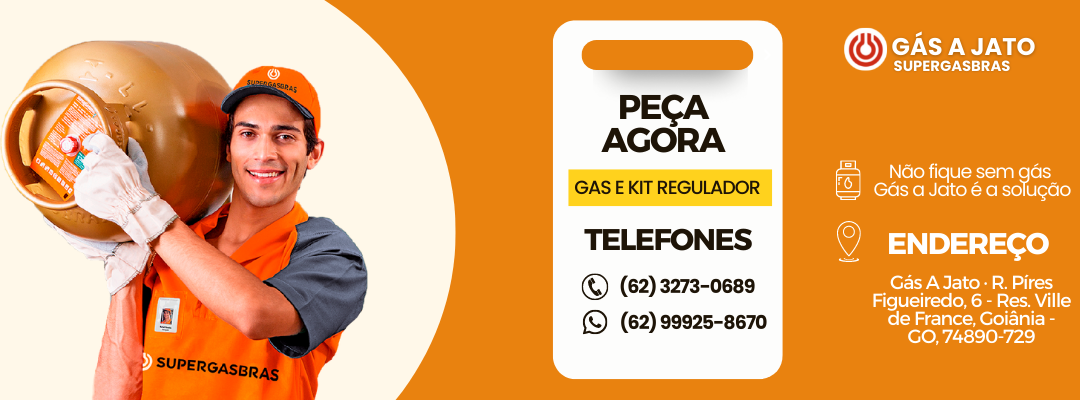 SUPERGASBRAS
SUPERGASBRAS
PEÇA
AGORA
GAS E KIT REGULADOR
TELEFONES
(62) 3273-0689
(62) 99925-8670
GÁS A JATO
SUPERGASBRAS
Não fique sem gás
Gás a Jato é a solução
ENDEREÇO
Gás A Jato · R. Píres
Figueiredo, 6 - Res. Ville
de France, Goiânia -
GO, 74890-729